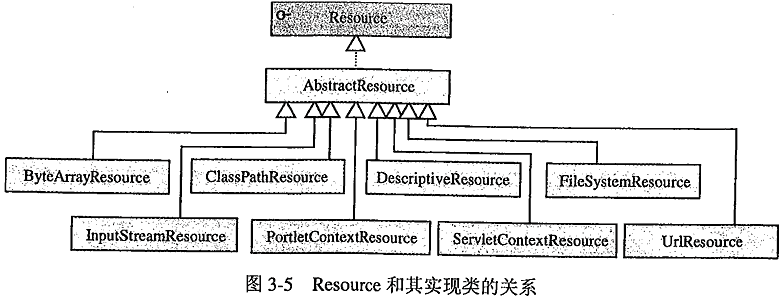 Resource
AbstractResource
ByteArrayResource
ClassPathResource
DescriptiveResource
FileSystemResource
InputStreamResource
PortletContextResource
ServletContextResource
UrlResource
图 3-5 Resource 和其实现类的关系